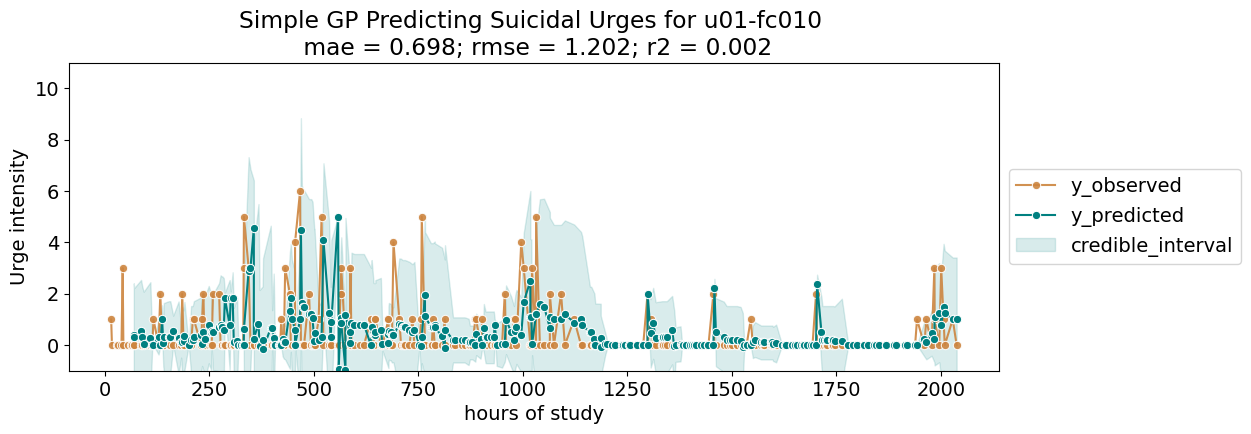 Simple GP Predicting Suicidal Urges for u01-fc010
mae = 0.698; rmse = 1.202; r2 = 0.002
Urge intensity
10
8
6
4
2
0
0 250 500 750 1000 1250 1500 1750 2000
hours of study
y_observed
y_predicted
credible_interval